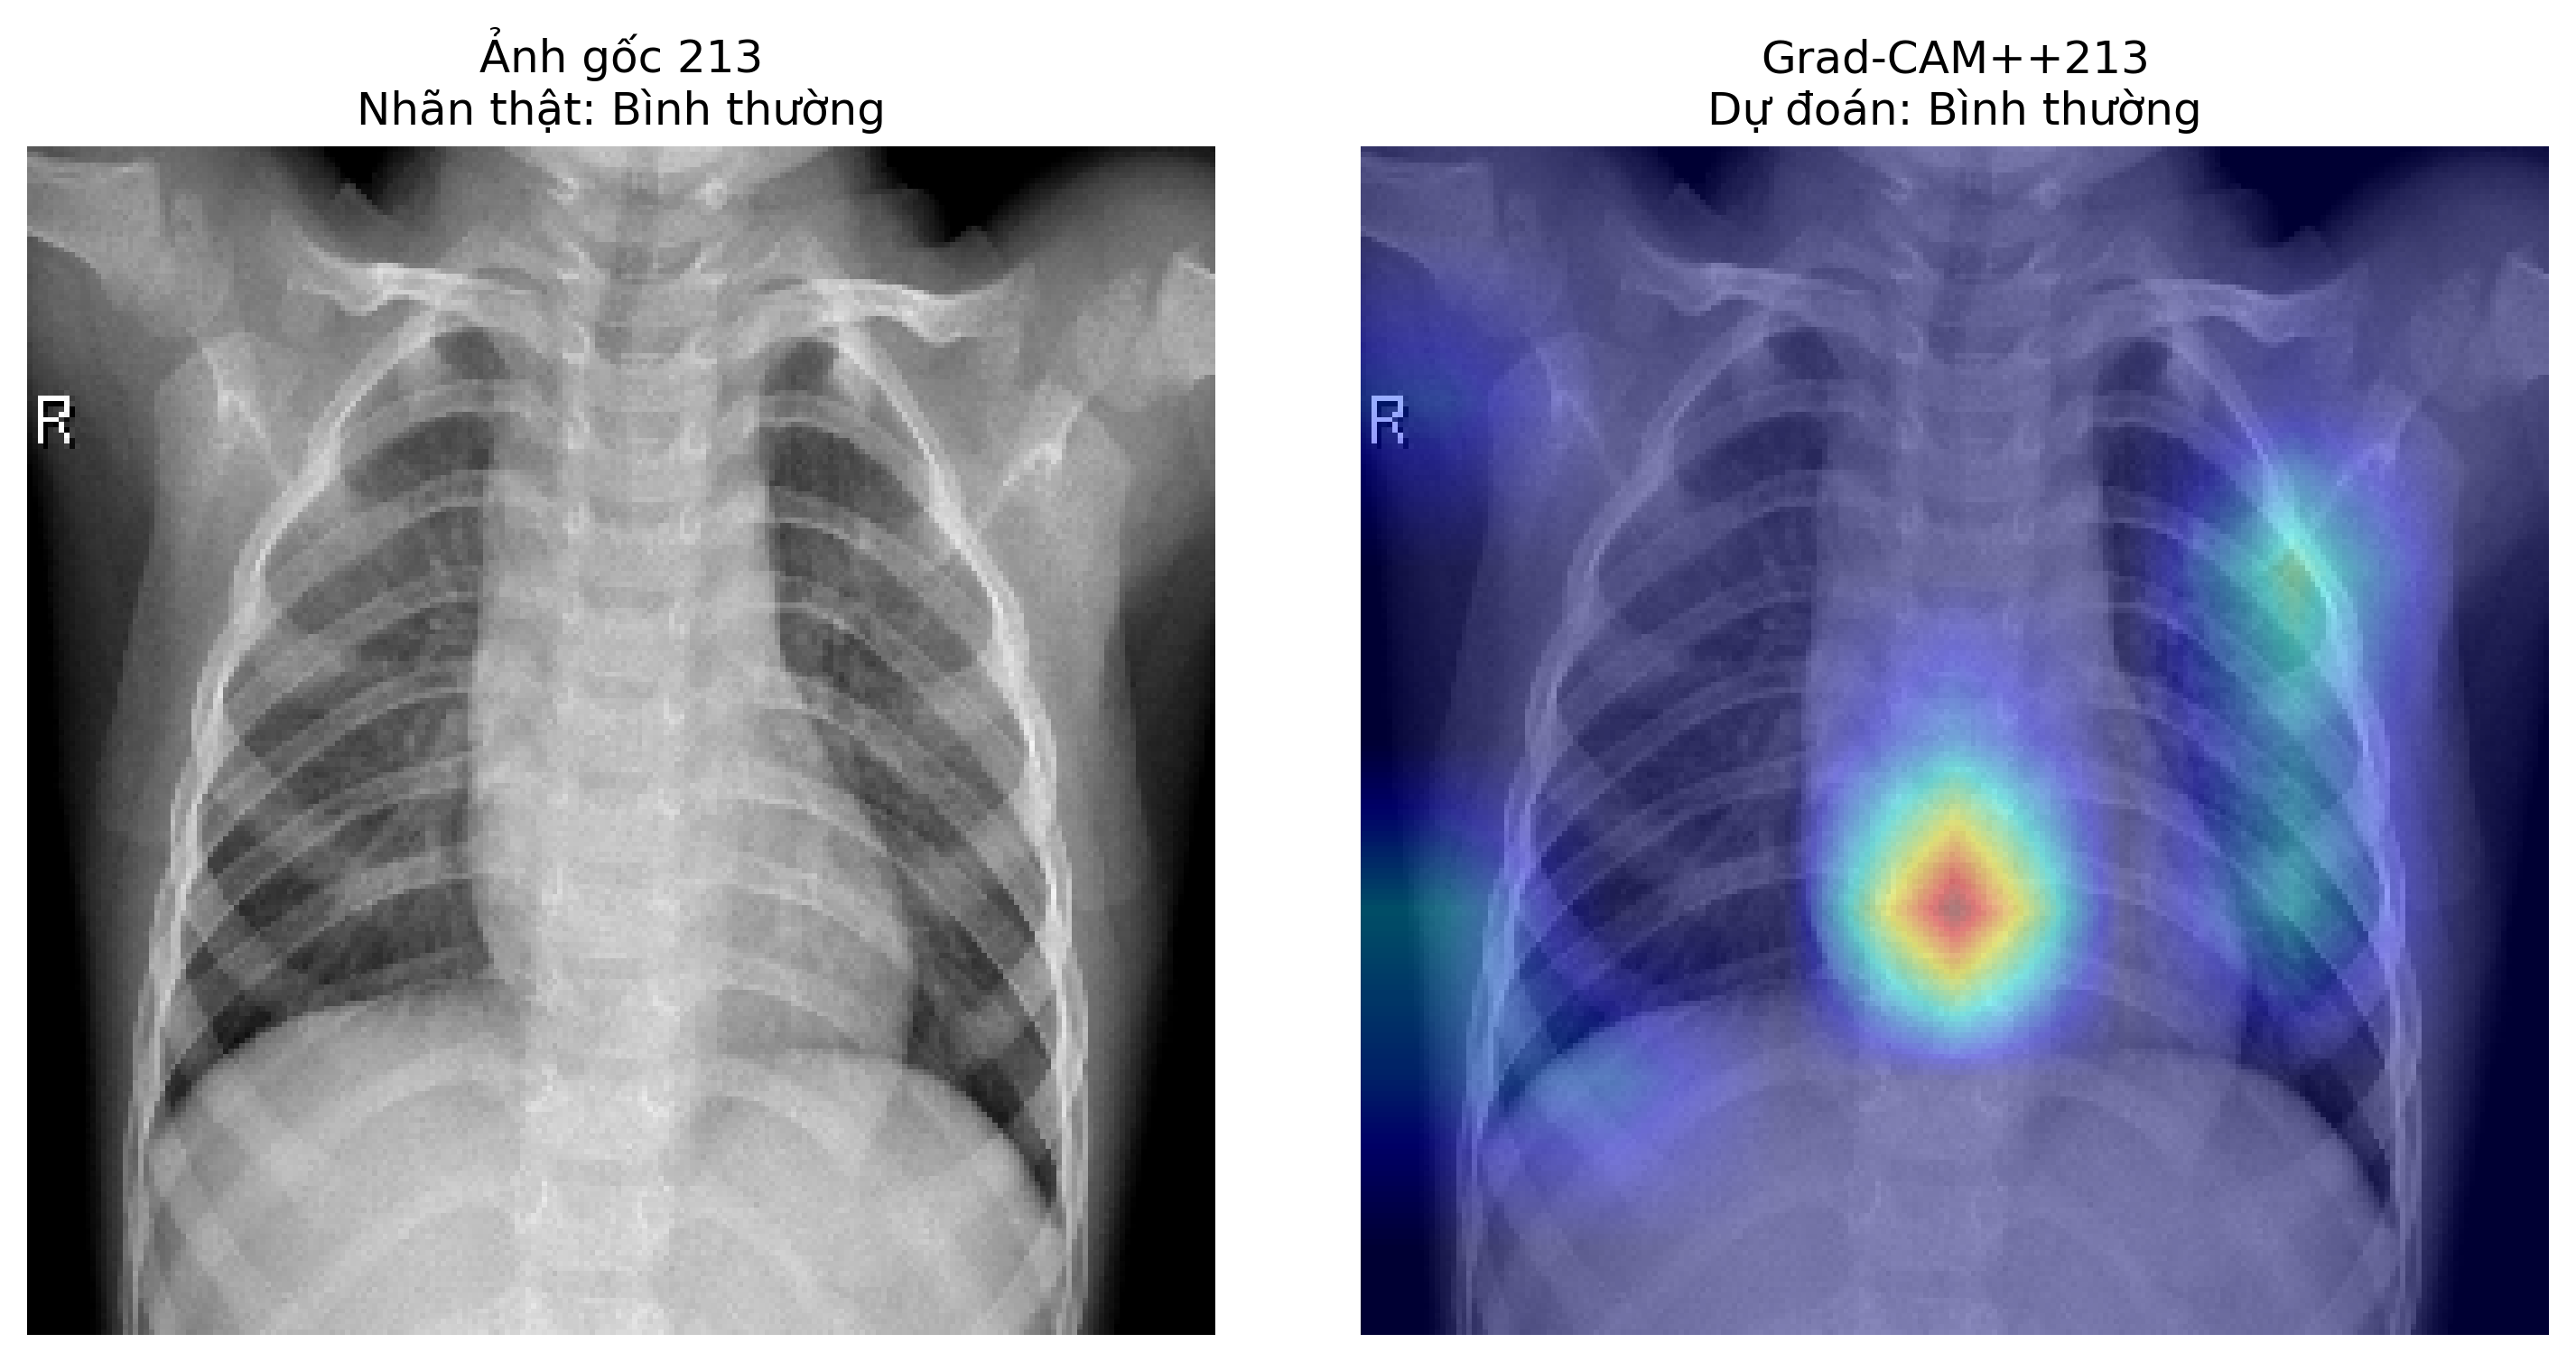 Ảnh gốc 213
Nhãn thật: Bình thường
Grad-CAM++213
Dự đoán: Bình thường
R
R